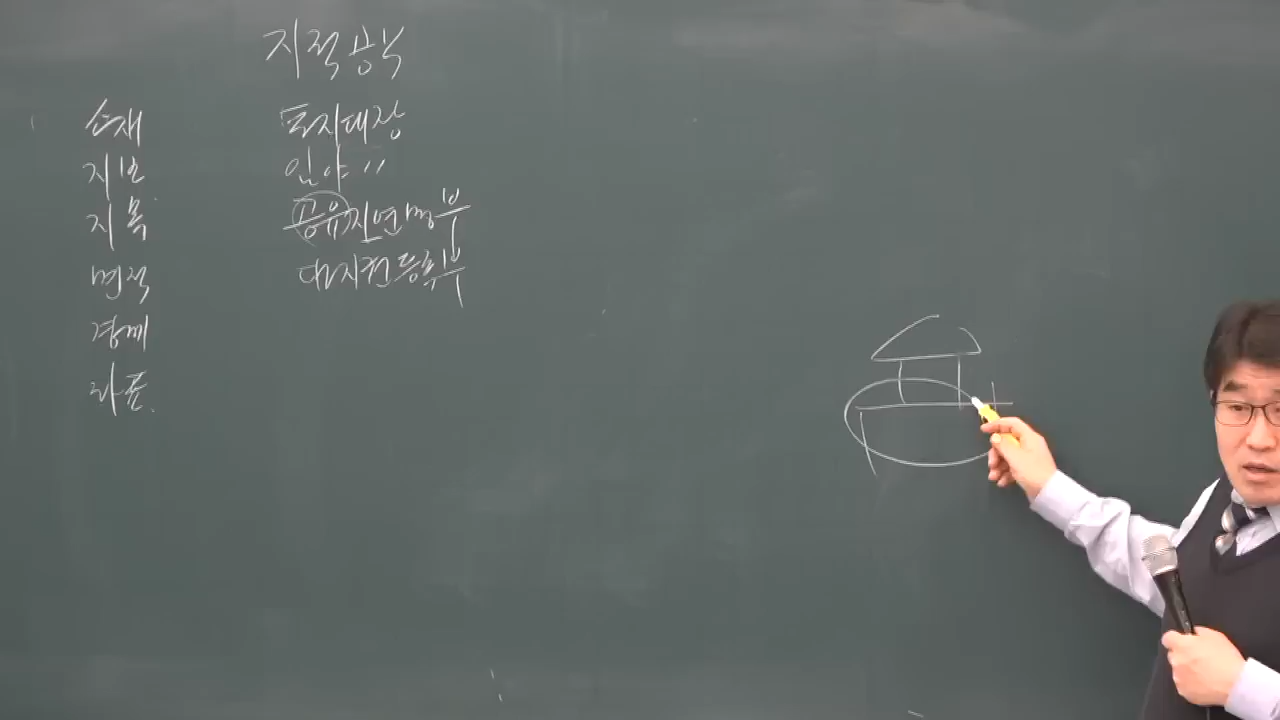 지적공부
소재
지번
지목
면적
경계
좌표
토지대장
임야 〃
공유지연명부
대지권등록부